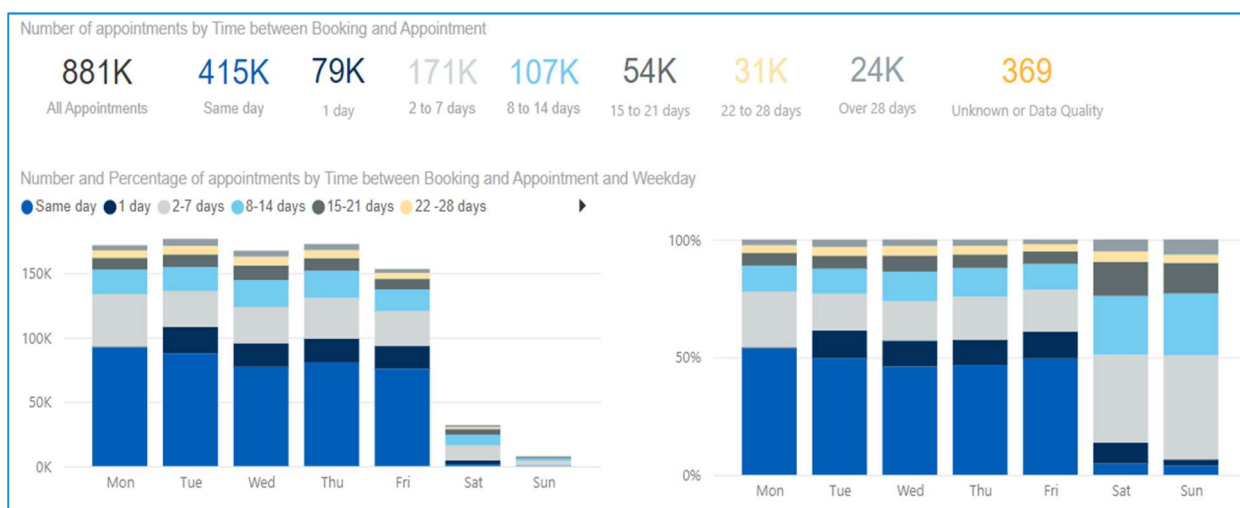 Number of appointments by Time between Booking and Appointment
881K 415K 79K 171K 107K 54K 31K 24K 369
All Appointments Same day 1 day 2 to 7 days 8 to 14 days 15 to 21 days 22 to 28 days Over 28 days Unknown or Data Quality
Number and Percentage of appointments by Time between Booking and Appointment and Weekday
Same day 1 day 2-7 days 8-14 days 15-21 days 22 -28 days
150K
100K
50K
0K
Mon Tue Wed Thu Fri Sat Sun
100%
50%
0%
Mon Tue Wed Thu Fri Sat Sun